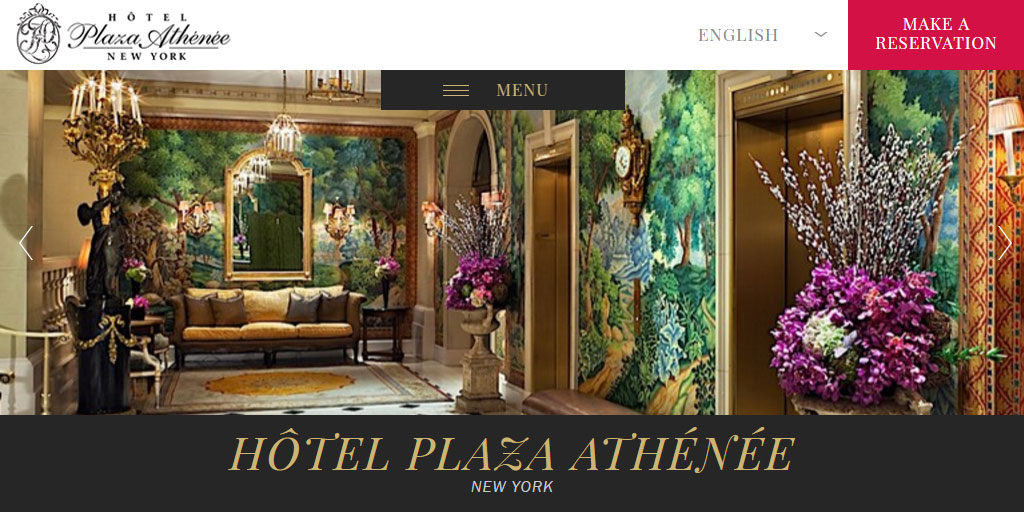 HÔTEL
Plaza Athénée
NEW YORK
ENGLISH
MAKE A
RESERVATION
MENU
HÔTEL PLAZA ATHÉNÉE
NEW YORK